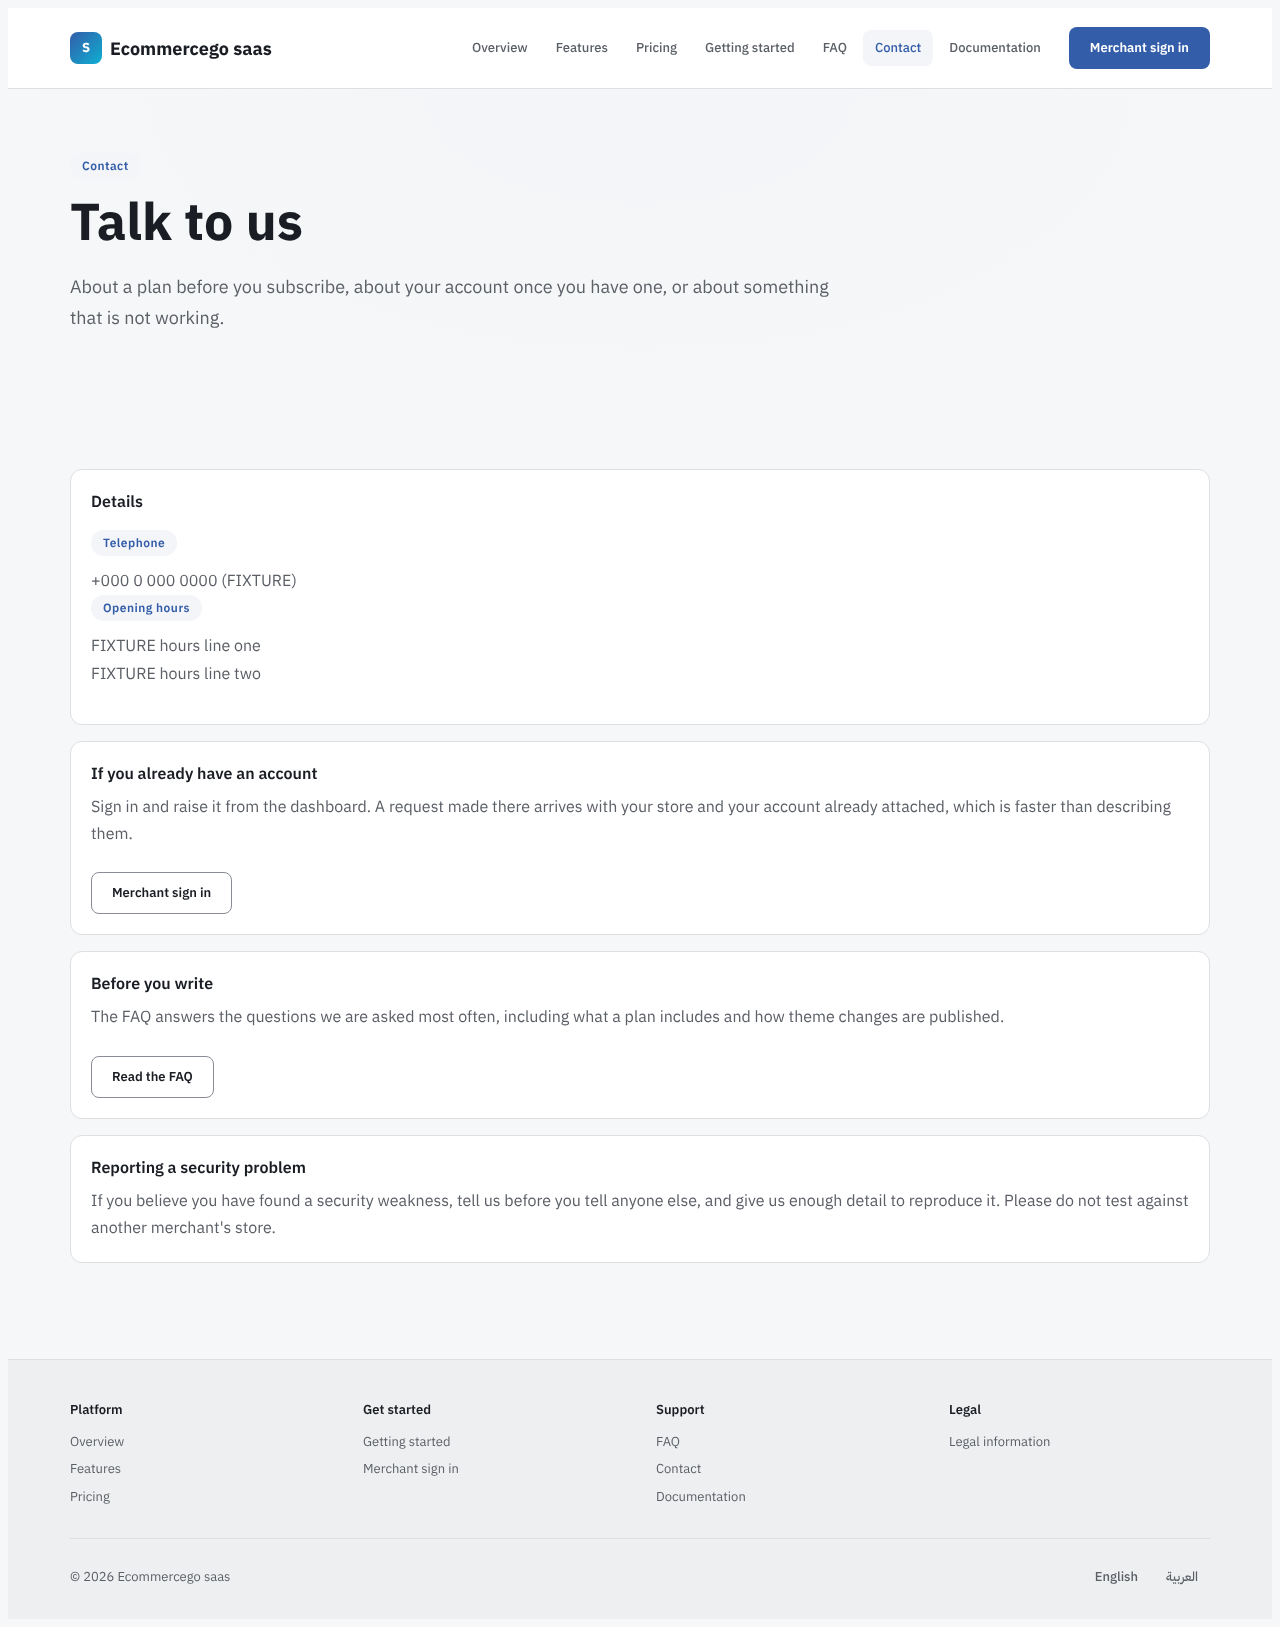 S Ecommercego saas
Overview Features Pricing Getting started FAQ Contact Documentation Merchant sign in
Contact
Talk to us
About a plan before you subscribe, about your account once you have one, or about something
that is not working.
Details
Telephone
+000 0 000 0000 (FIXTURE)
Opening hours
FIXTURE hours line one
FIXTURE hours line two
If you already have an account
Sign in and raise it from the dashboard. A request made there arrives with your store and your account already attached, which is faster than describing
them.
Merchant sign in
Before you write
The FAQ answers the questions we are asked most often, including what a plan includes and how theme changes are published.
Read the FAQ
Reporting a security problem
If you believe you have found a security weakness, tell us before you tell anyone else, and give us enough detail to reproduce it. Please do not test against
another merchant's store.
Platform
Overview
Features
Pricing
Get started
Getting started
Merchant sign in
Support
FAQ
Contact
Documentation
Legal
Legal information
© 2026 Ecommercego saas
English العربية